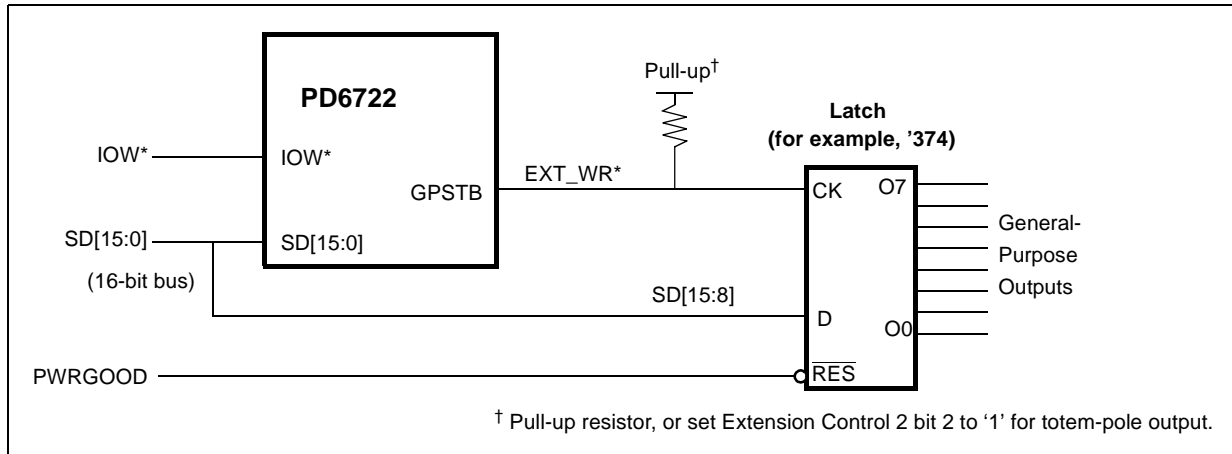 PD6722
Pull-up†
Latch
(for example, ’374)
IOW*
IOW*
EXT_WR*
GPSTB
CK
O7
General-
Purpose
Outputs
SD[15:0]
SD[15:0]
(16-bit bus)
SD[15:8]
D
O0
PWRGOOD
RES
† Pull-up resistor, or set Extension Control 2 bit 2 to ‘1’ for totem-pole output.